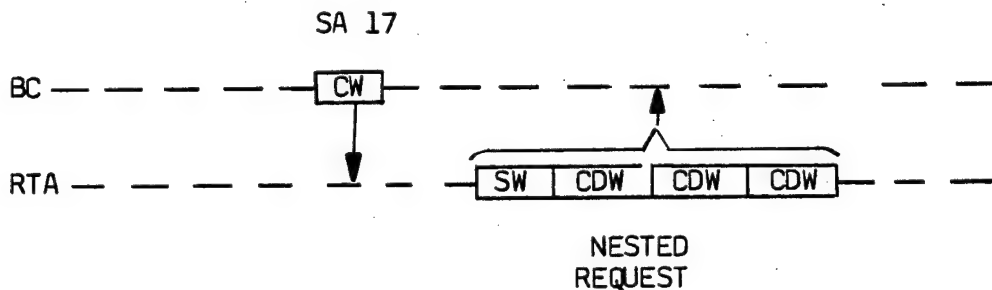 SA 17
BC
CW
RTA
SW CDW CDW CDW
NESTED
REQUEST